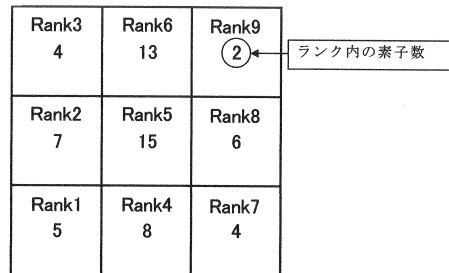 Rank3 Rank6 Rank9
4 13 2 ランク内の素子数
Rank2 Rank5 Rank8
7 15 6
Rank1 Rank4 Rank7
5 8 4